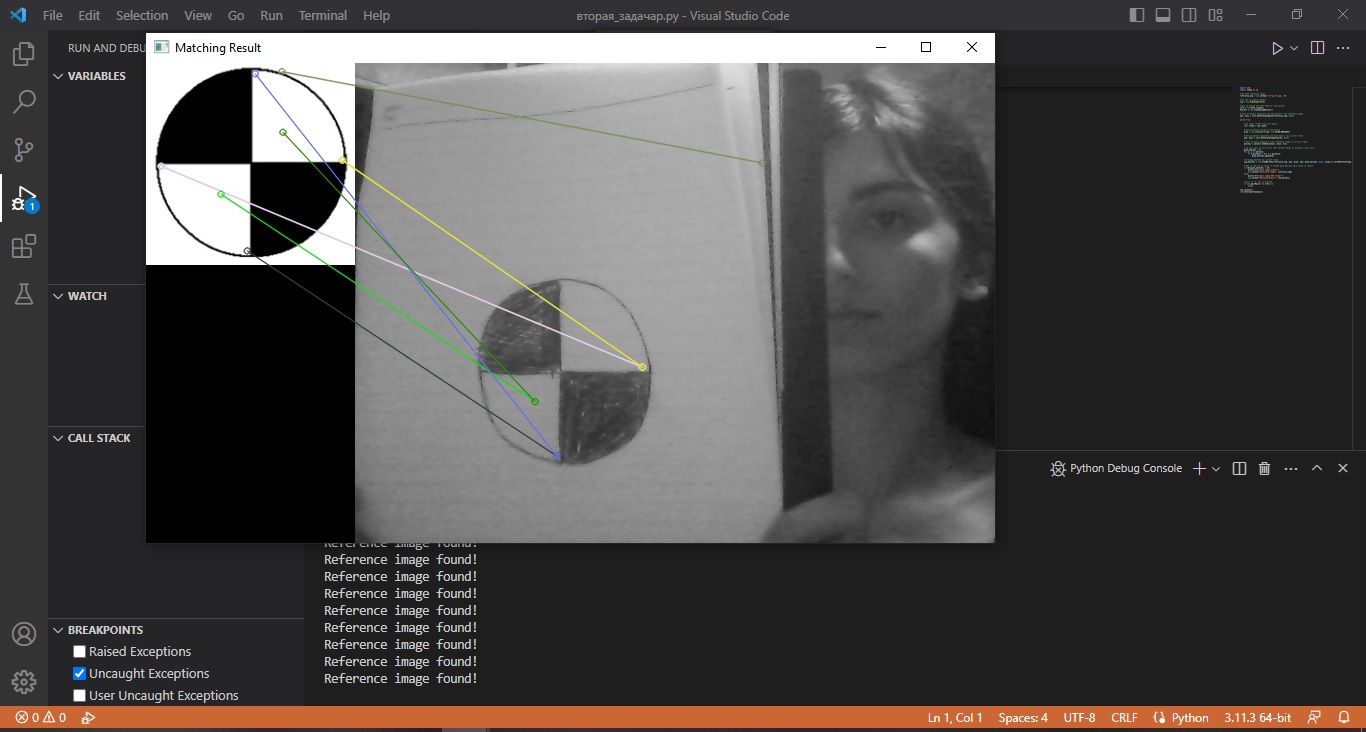 File Edit Selection View Go Run Terminal Help
вторая_задачар.py - Visual Studio Code
RUN AND DEBU
Matching Result
VARIABLES
WATCH
CALL STACK
Python Debug Console
Reference image found!
Reference image found!
Reference image found!
Reference image found!
Reference image found!
Reference image found!
Reference image found!
Reference image found!
Reference image found!
BREAKPOINTS
Raised Exceptions
Uncaught Exceptions
User Uncaught Exceptions
1
0 0
Ln 1, Col 1 Spaces: 4 UTF-8 CRLF Python 3.11.3 64-bit